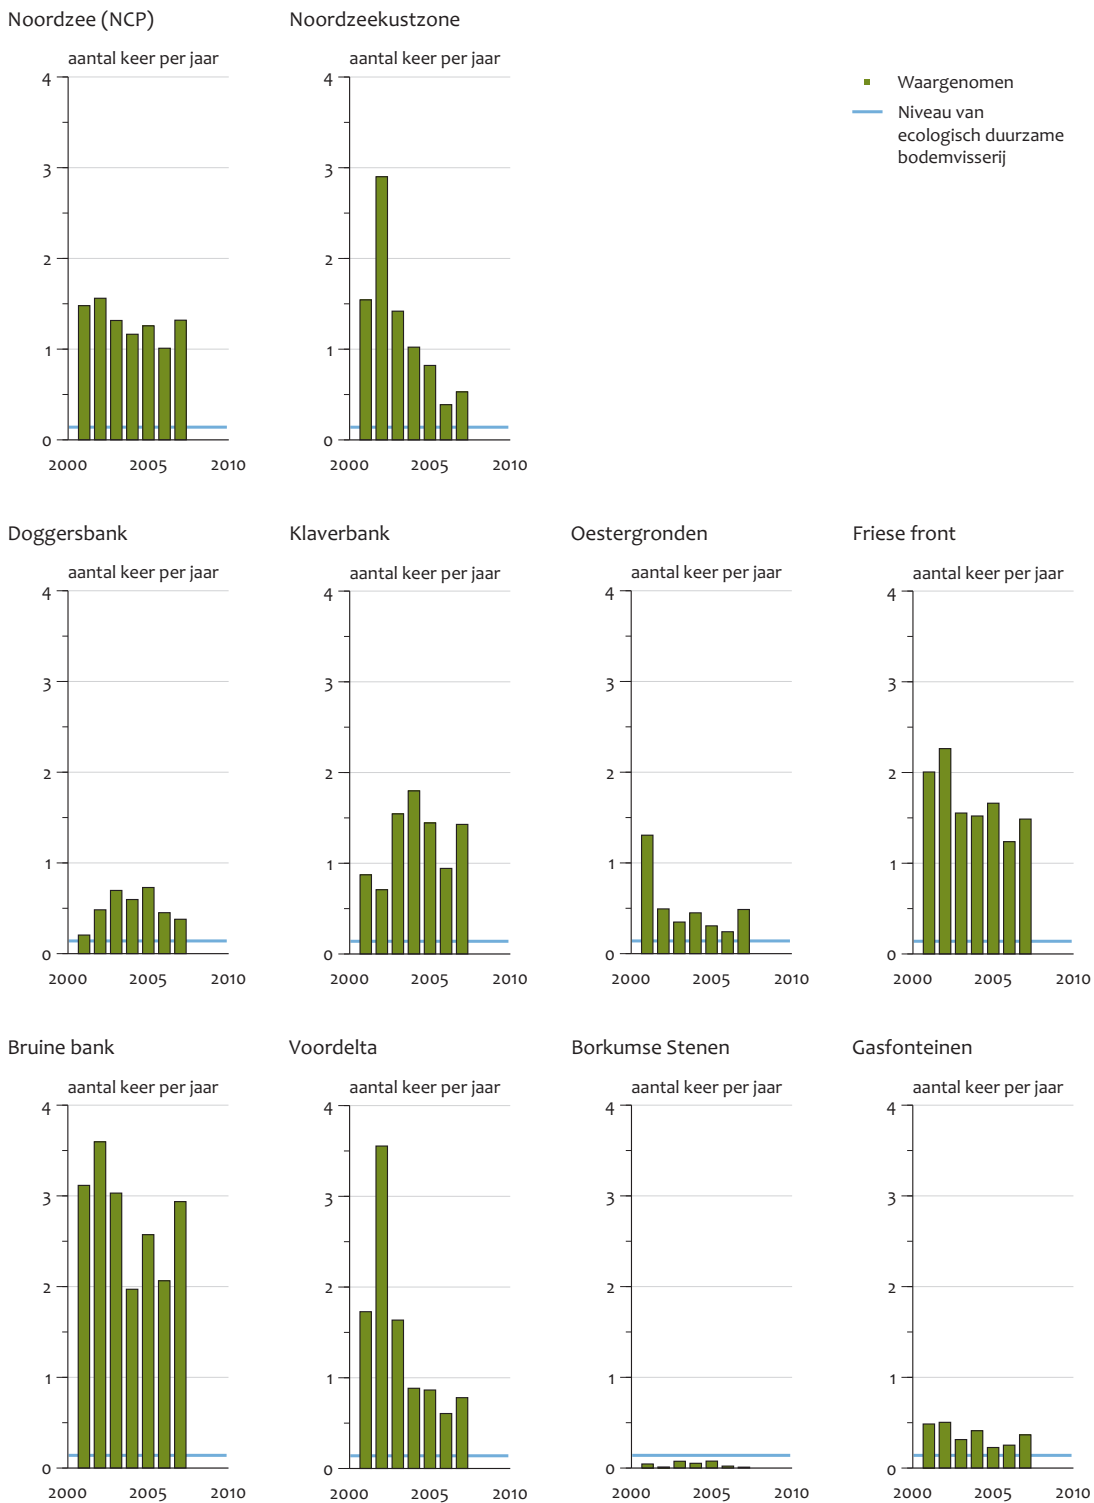 Noordzee (NCP)
Noordzeekustzone
aantal keer per jaar
4
3
2
1
0
2000 2005 2010
aantal keer per jaar
4
3
2
1
0
2000 2005 2010
Waargenomen
Niveau van
ecologisch duurzame
bodemvisserij
Doggersbank
aantal keer per jaar
4
3
2
1
0
2000 2005 2010
Klaverbank
aantal keer per jaar
4
3
2
1
0
2000 2005 2010
Oestergronden
aantal keer per jaar
4
3
2
1
0
2000 2005 2010
Friese front
aantal keer per jaar
4
3
2
1
0
2000 2005 2010
Bruine bank
aantal keer per jaar
4
3
2
1
0
2000 2005 2010
Voordelta
aantal keer per jaar
4
3
2
1
0
2000 2005 2010
Borkumse Stenen
aantal keer per jaar
4
3
2
1
0
2000 2005 2010
Gasfonteinen
aantal keer per jaar
4
3
2
1
0
2000 2005 2010